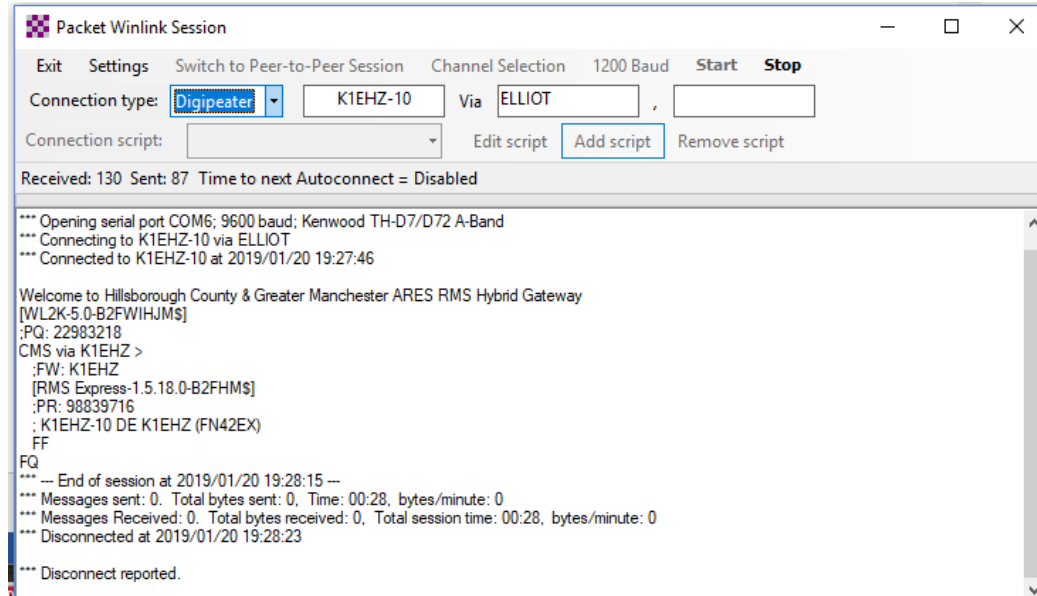 Packet Winlink Session
Exit Settings Switch to Peer-to-Peer Session Channel Selection 1200 Baud Start Stop
Connection type: Digipeater K1EHZ-10 Via ELLIOT ,
Connection script: Edit script Add script Remove script
Received: 130 Sent: 87 Time to next Autoconnect = Disabled
*** Opening serial port COM6; 9600 baud; Kenwood TH-D7/D72 A-Band
*** Connecting to K1EHZ-10 via ELLIOT
*** Connected to K1EHZ-10 at 2019/01/20 19:27:46
Welcome to Hillsborough County & Greater Manchester ARES RMS Hybrid Gateway
[WL2K-5.0-B2FWIHJM$]
;PQ: 22983218
CMS via K1EHZ >
;FW: K1EHZ
[RMS Express-1.5.18.0-B2FHM$]
;PR: 98839716
; K1EHZ-10 DE K1EHZ (FN42EX)
FF
FQ
*** --- End of session at 2019/01/20 19:28:15 ---
*** Messages sent: 0. Total bytes sent: 0, Time: 00:28, bytes/minute: 0
*** Messages Received: 0. Total bytes received: 0, Total session time: 00:28, bytes/minute: 0
*** Disconnected at 2019/01/20 19:28:23
*** Disconnect reported.